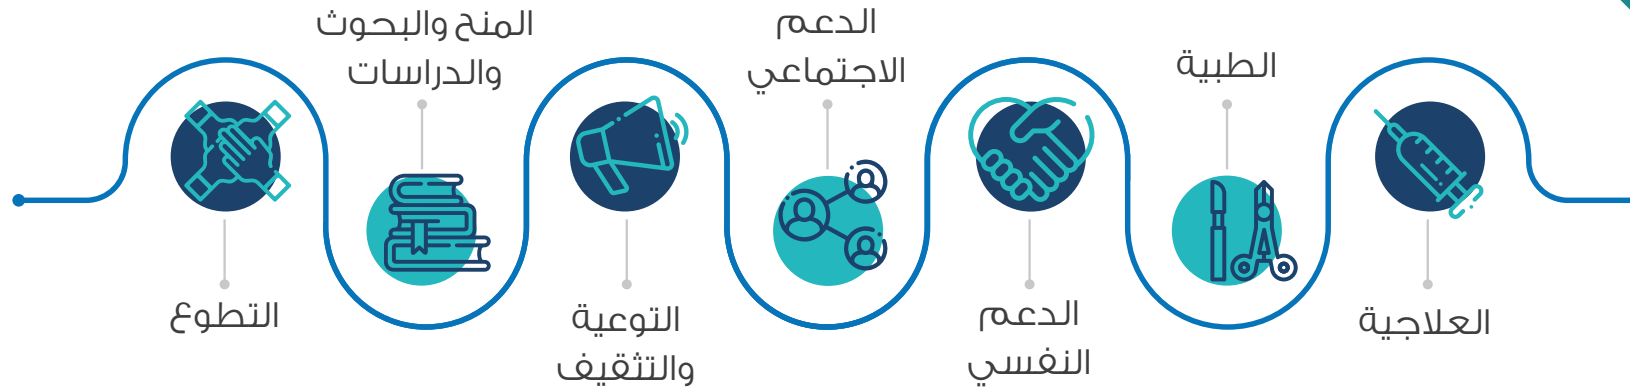 العلاجية
الطبية
الدعم
النفسي
الدعم
الاجتماعي
التوعية
والتثقيف
المنح والبحوث
والدراسات
التطوع